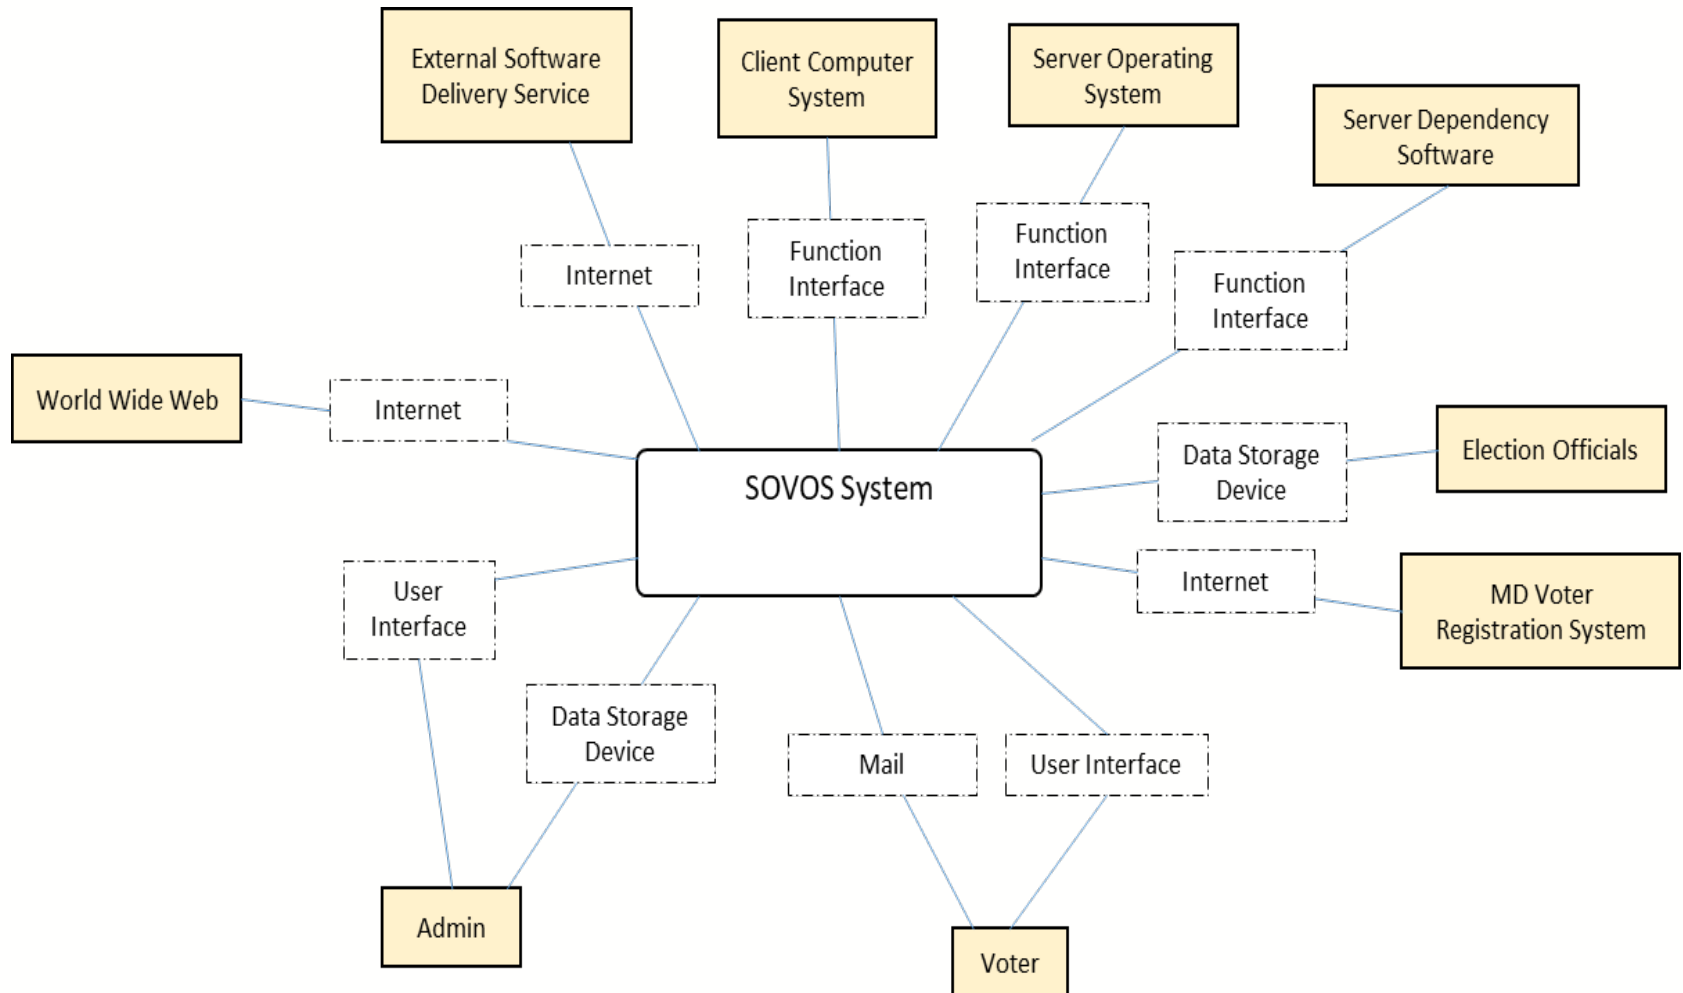 External Software
Delivery Service
Client Computer
System
Server Operating
System
Server Dependency
Software
Internet
Function
Interface
Function
Interface
Function
Interface
World Wide Web
Internet
SOVOS System
Data Storage
Device
Election Officials
User
Interface
Internet
MD Voter
Registration System
Data Storage
Device
Mail
User Interface
Admin
Voter